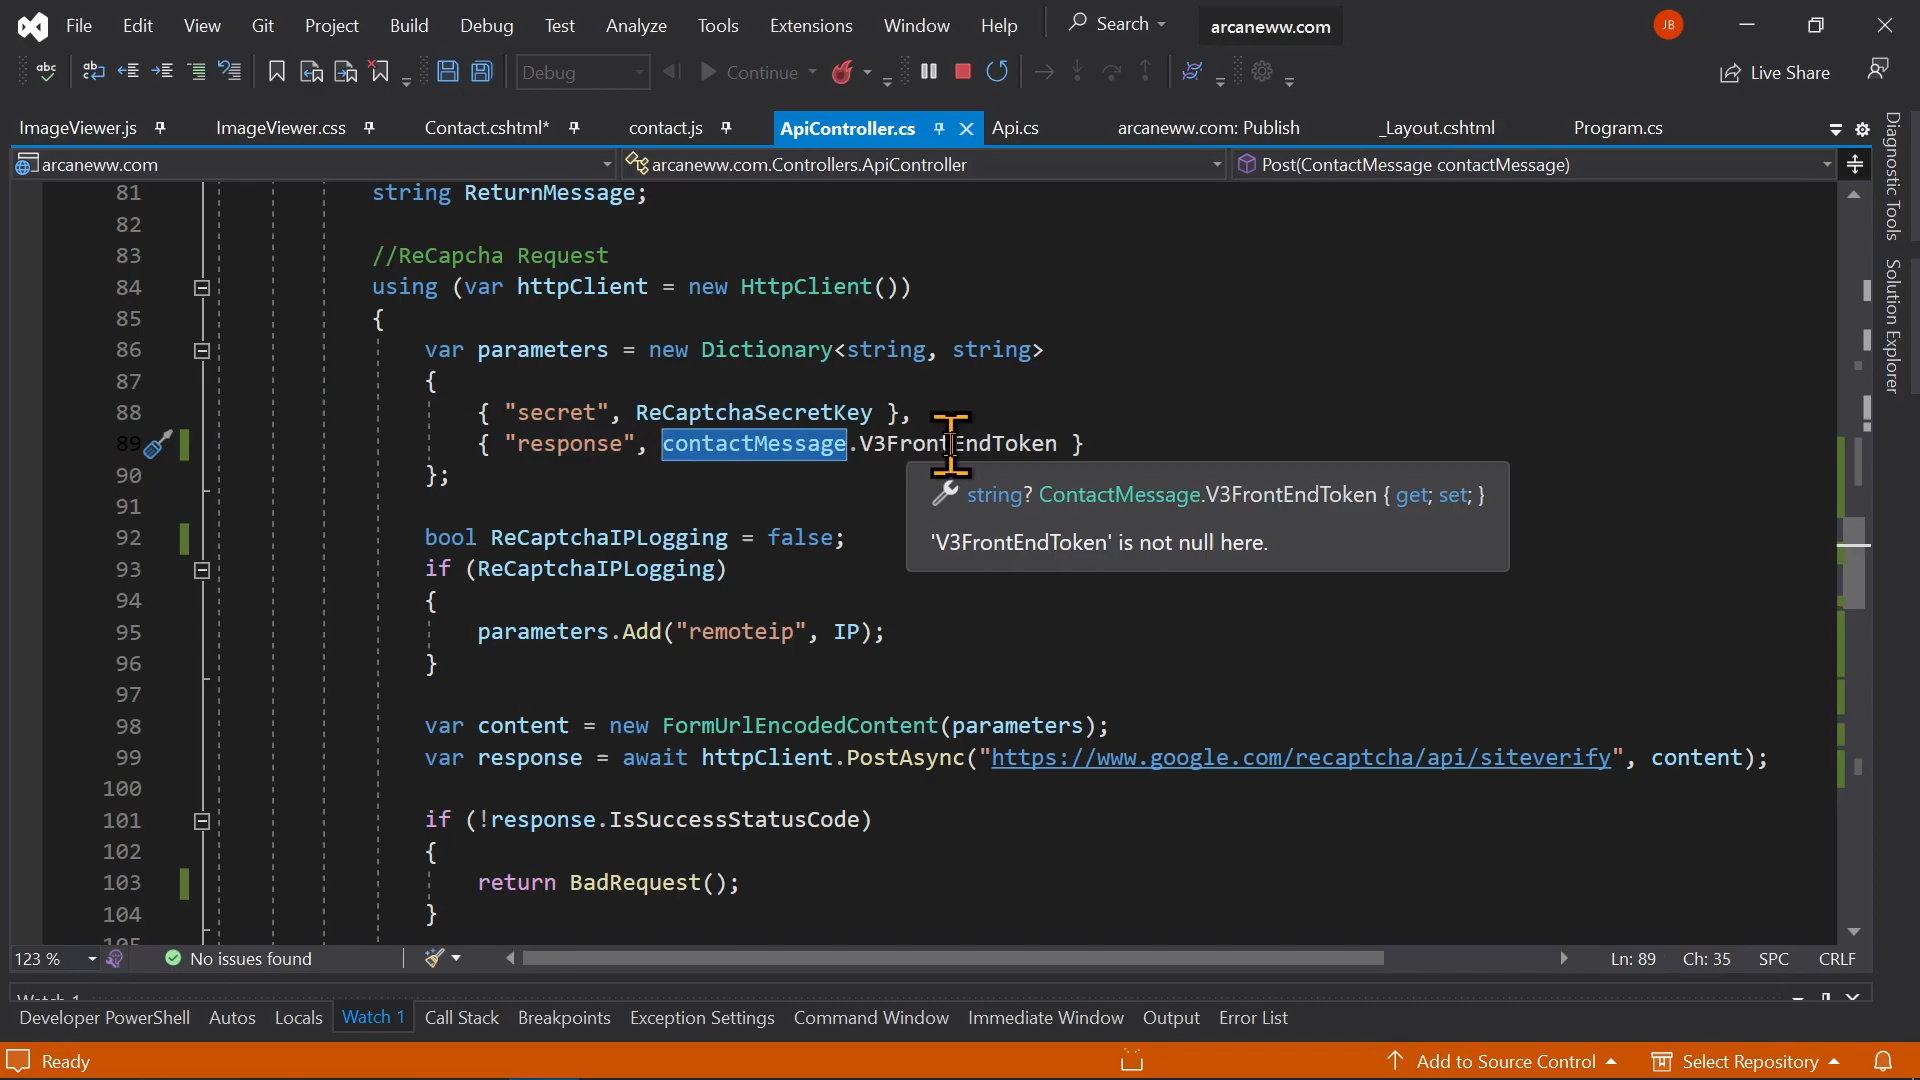 File Edit View Git Project Build Debug Test Analyze Tools Extensions Window Help Search arcaneww.com JB
abc Debug Continue Live Share
ImageViewer.js ImageViewer.css Contact.cshtml* contact.js ApiController.cs Api.cs arcaneww.com: Publish _Layout.cshtml Program.cs
arcaneww.com arcaneww.com.Controllers.ApiController Post(ContactMessage contactMessage)
Diagnostic Tools
Solution Explorer
81 string ReturnMessage;
82
83 //ReCapcha Request
84 using (var httpClient = new HttpClient())
85 {
86 var parameters = new Dictionary<string, string>
87 {
88 { "secret", ReCaptchaSecretKey },
89 { "response", contactMessage.V3FrontEndToken }
90 };
string? ContactMessage.V3FrontEndToken { get; set; }
91
92 bool ReCaptchaIPLogging = false;
'V3FrontEndToken' is not null here.
93 if (ReCaptchaIPLogging)
94 {
95 parameters.Add("remoteip", IP);
96 }
97
98 var content = new FormUrlEncodedContent(parameters);
99 var response = await httpClient.PostAsync("https://www.google.com/recaptcha/api/siteverify", content);
100
101 if (!response.IsSuccessStatusCode)
102 {
103 return BadRequest();
104 }
105
123 % No issues found Ln: 89 Ch: 35 SPC CRLF
Watch 1
Developer PowerShell Autos Locals Watch 1 Call Stack Breakpoints Exception Settings Command Window Immediate Window Output Error List
Ready Add to Source Control Select Repository